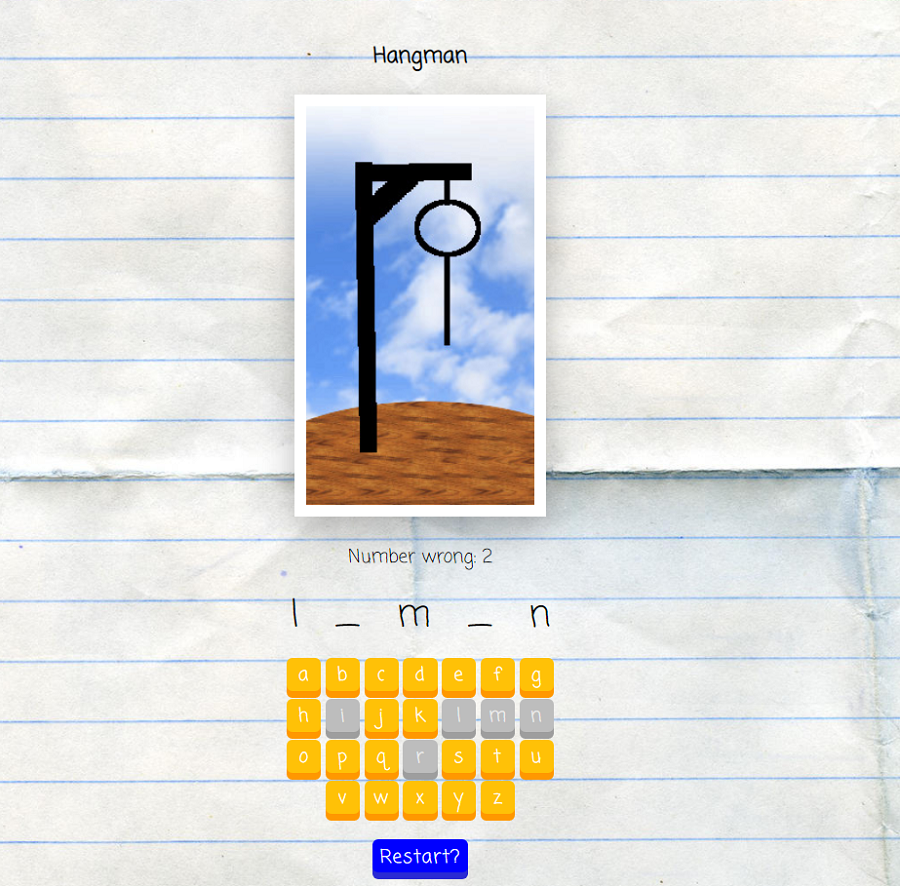 Hangman
Number wrong: 2
l _ m _ n
a b c d e f g
h i j k l m n
o p q r s t u
v w x y z
Restart?